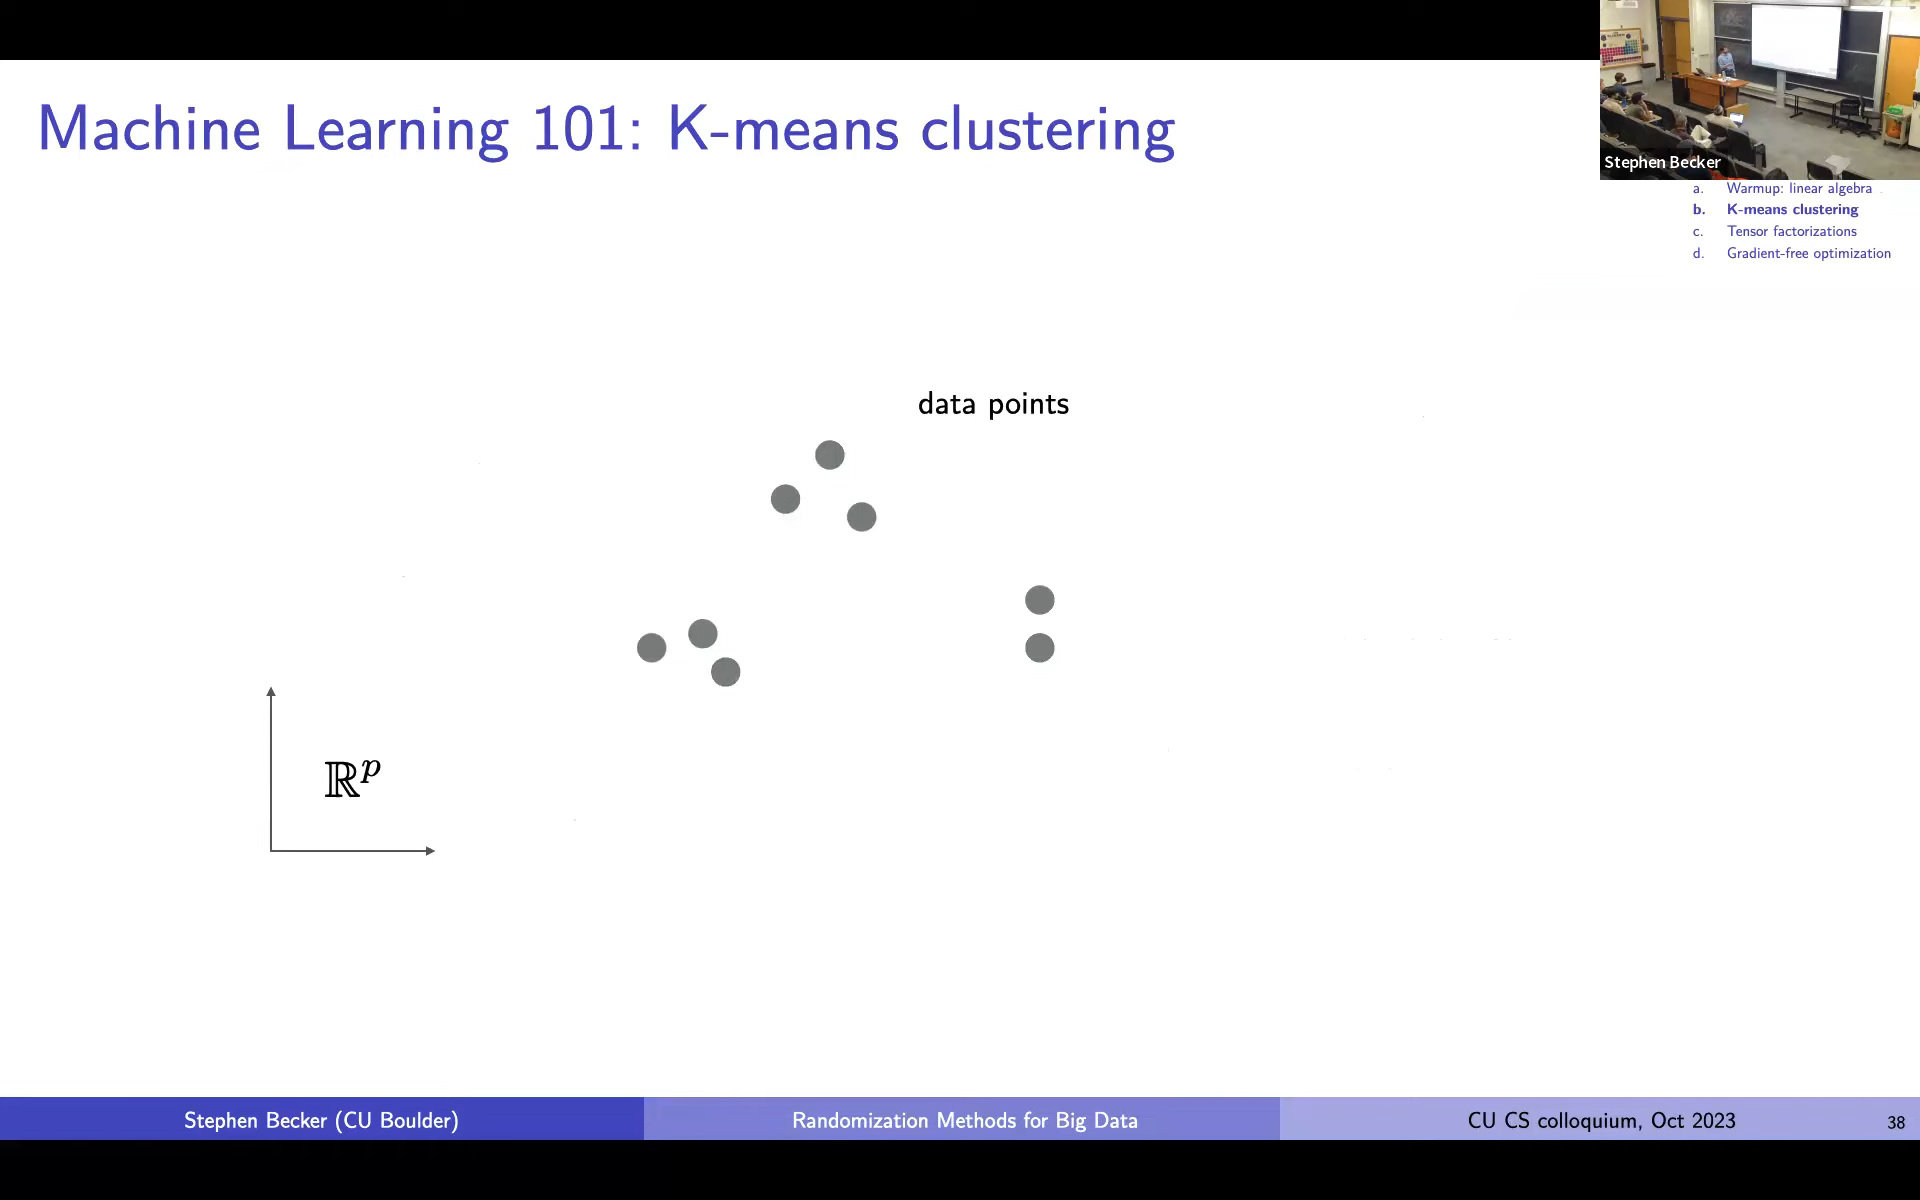 Machine Learning 101: K-means clustering
Stephen Becker
a. Warmup: linear algebra
b. K-means clustering
c. Tensor factorizations
d. Gradient-free optimization
data points
ℝᵖ
Stephen Becker (CU Boulder)
Randomization Methods for Big Data
CU CS colloquium, Oct 2023
38